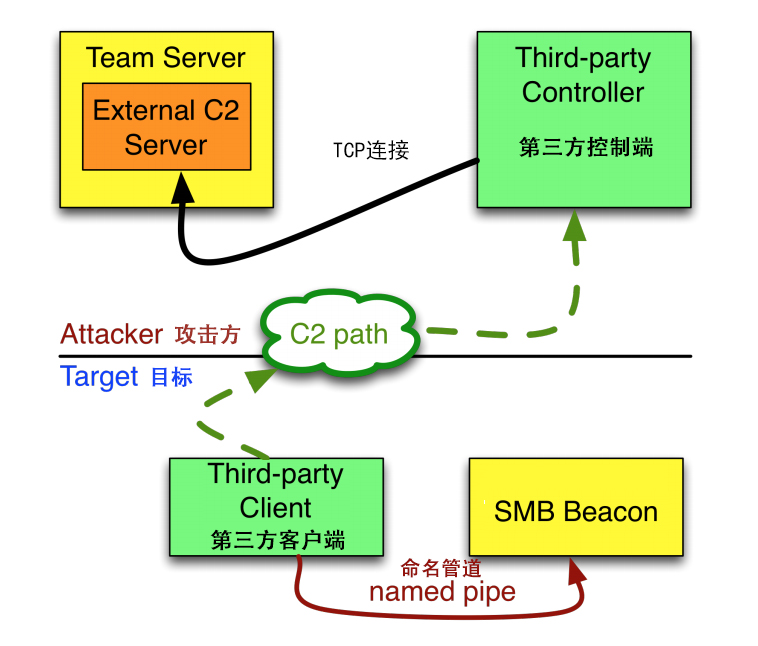 Team Server
External C2
Server
Third-party
Controller
第三方控制端
TCP连接
Attacker 攻击方
C2 path
Target 目标
Third-party
Client
第三方客户端
SMB Beacon
命名管道
named pipe